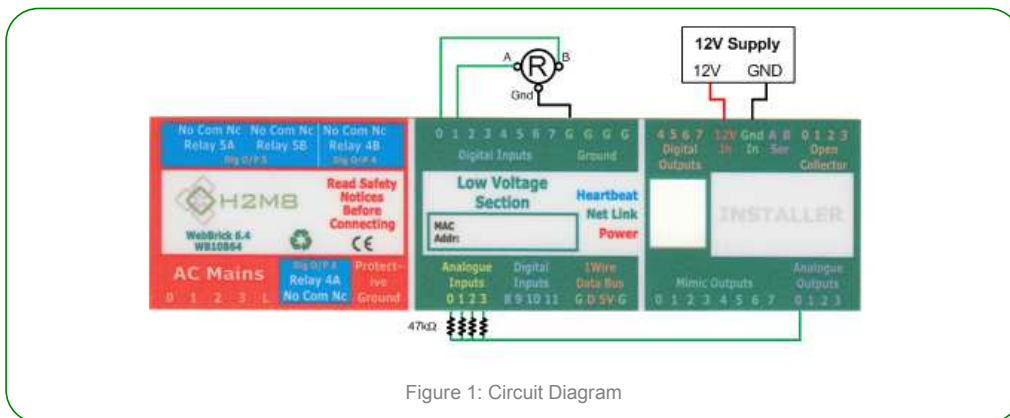 12V Supply
12V GND
A R B
Gnd
No Com Nc No Com Nc No Com Nc
Relay 5A Relay 5B Relay 4B
Dig O/P 5 Dig O/P 4
H2M8
WebBrick 6.4
WB10864
Read Safety
Notices
Before
Connecting
CE
AC Mains
0 1 2 3 L
Dig O/P 4
Relay 4A
No Com Nc
Protect-
ive
Ground
0 1 2 3 4 5 6 7 G G G G
Digital Inputs Ground
Low Voltage
Section
MAC
Addr:
Heartbeat
Net Link
Power
Analogue
Inputs
0 1 2 3
Digital
Inputs
8 9 10 11
1Wire
Data Bus
G D 5V G
4 5 6 7 12V Gnd A B 0 1 2 3
Digital In In Ser Open
Outputs Collector
INSTALLER
Mimic Outputs
0 1 2 3 4 5 6 7
Analogue
Outputs
0 1 2 3
47kΩ
Figure 1: Circuit Diagram